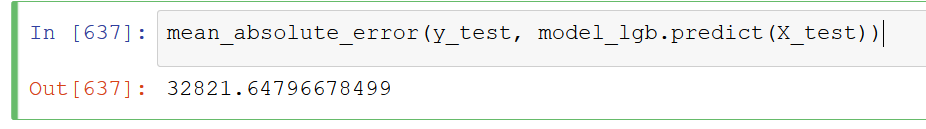 In [637]: mean_absolute_error(y_test, model_lgb.predict(X_test))
Out[637]: 32821.64796678499